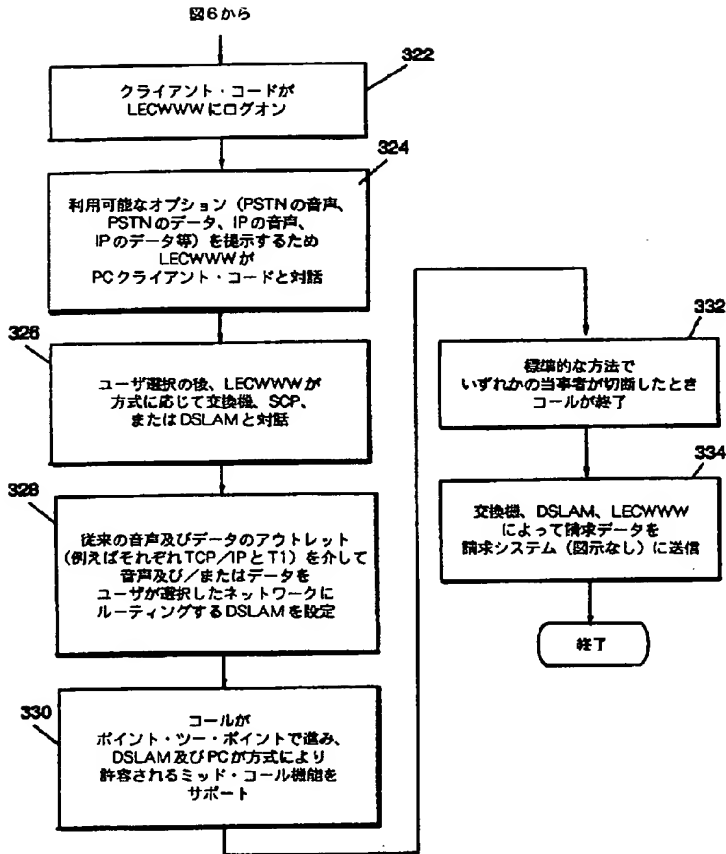 図6から
322
クライアント・コードが
LECWWWにログオン
324
利用可能なオプション（PSTNの音声、
PSTNのデータ、IPの音声、
IPのデータ等）を提示するため
LECWWWが
PCクライアント・コードと対話
326
ユーザ選択の後、LECWWWが
方式に応じて交換機、SCP、
またはDSLAMと対話
328
従来の音声及びデータのアウトレット
（例えばそれぞれTCP／IPとT1）を介して
音声及び／またはデータを
ユーザが選択したネットワークに
ルーティングするDSLAMを設定
330
コールが
ポイント・ツー・ポイントで進み、
DSLAM及びPCが方式により
許容されるミッド・コール機能を
サポート
332
標準的な方法で
いずれかの当事者が切断したとき
コールが終了
334
交換機、DSLAM、LECWWW
によって請求データを
請求システム（図示なし）に送信
終了